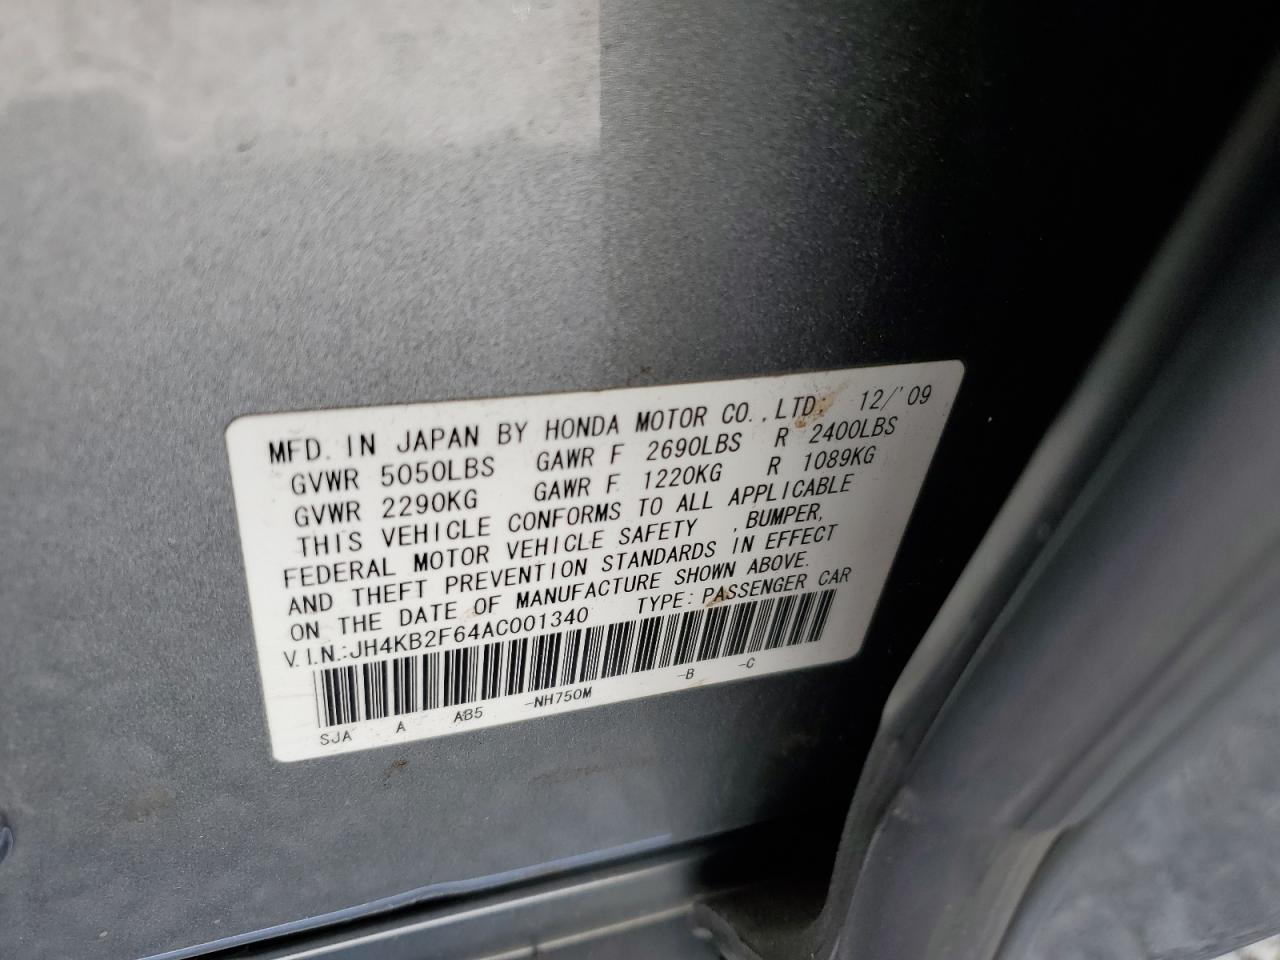 MFD. IN JAPAN BY HONDA MOTOR CO.,LTD. 12/'09
GVWR 5050LBS GAWR F 2690LBS R 2400LBS
GVWR 2290KG GAWR F 1220KG R 1089KG
THIS VEHICLE CONFORMS TO ALL APPLICABLE
FEDERAL MOTOR VEHICLE SAFETY , BUMPER,
AND THEFT PREVENTION STANDARDS IN EFFECT
ON THE DATE OF MANUFACTURE SHOWN ABOVE.
V.I.N.:JH4KB2F64AC001340 TYPE:PASSENGER CAR
SJA A AB5 -NH750M -B -C